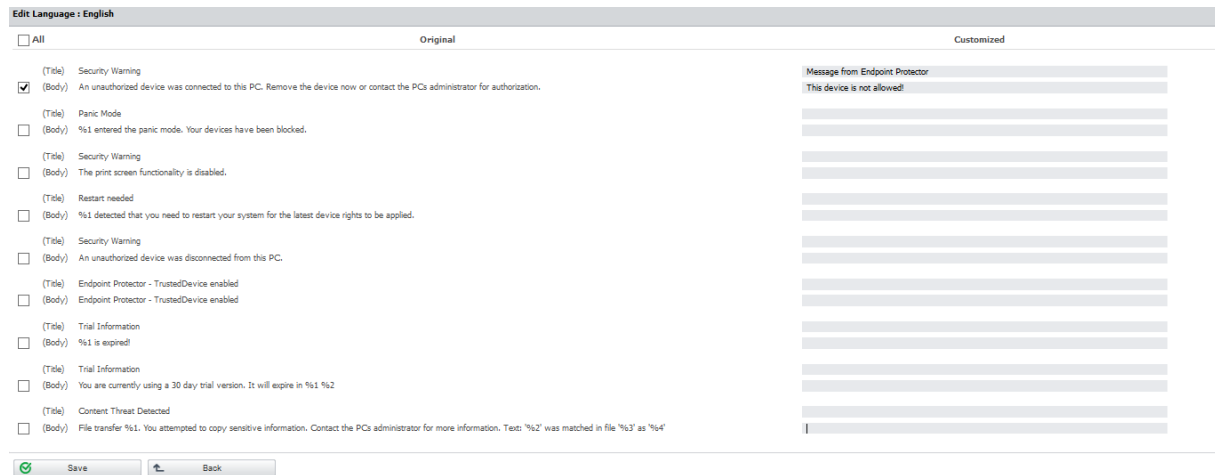 Edit Language : English
All Original Customized
(Title) Security Warning Message from Endpoint Protector
(Body) An unauthorized device was connected to this PC. Remove the device now or contact the PCs administrator for authorization. This device is not allowed!
(Title) Panic Mode
(Body) %1 entered the panic mode. Your devices have been blocked.
(Title) Security Warning
(Body) The print screen functionality is disabled.
(Title) Restart needed
(Body) %1 detected that you need to restart your system for the latest device rights to be applied.
(Title) Security Warning
(Body) An unauthorized device was disconnected from this PC.
(Title) Endpoint Protector - TrustedDevice enabled
(Body) Endpoint Protector - TrustedDevice enabled
(Title) Trial Information
(Body) %1 is expired!
(Title) Trial Information
(Body) You are currently using a 30 day trial version. It will expire in %1 %2
(Title) Content Threat Detected
(Body) File transfer %1. You attempted to copy sensitive information. Contact the PCs administrator for more information. Text: '%2' was matched in file '%3' as '%4'
Save Back